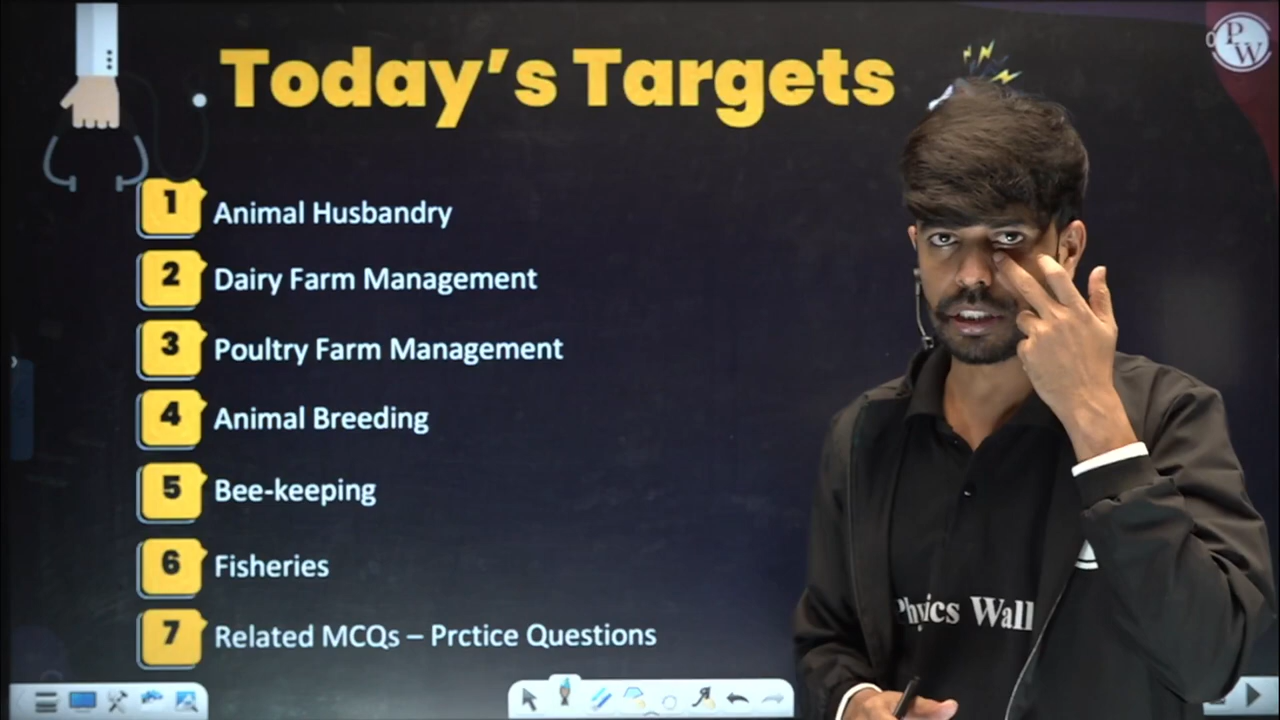 Today's Targets
PW
1 Animal Husbandry
2 Dairy Farm Management
3 Poultry Farm Management
4 Animal Breeding
5 Bee-keeping
6 Fisheries
7 Related MCQs – Prctice Questions
Physics Wall